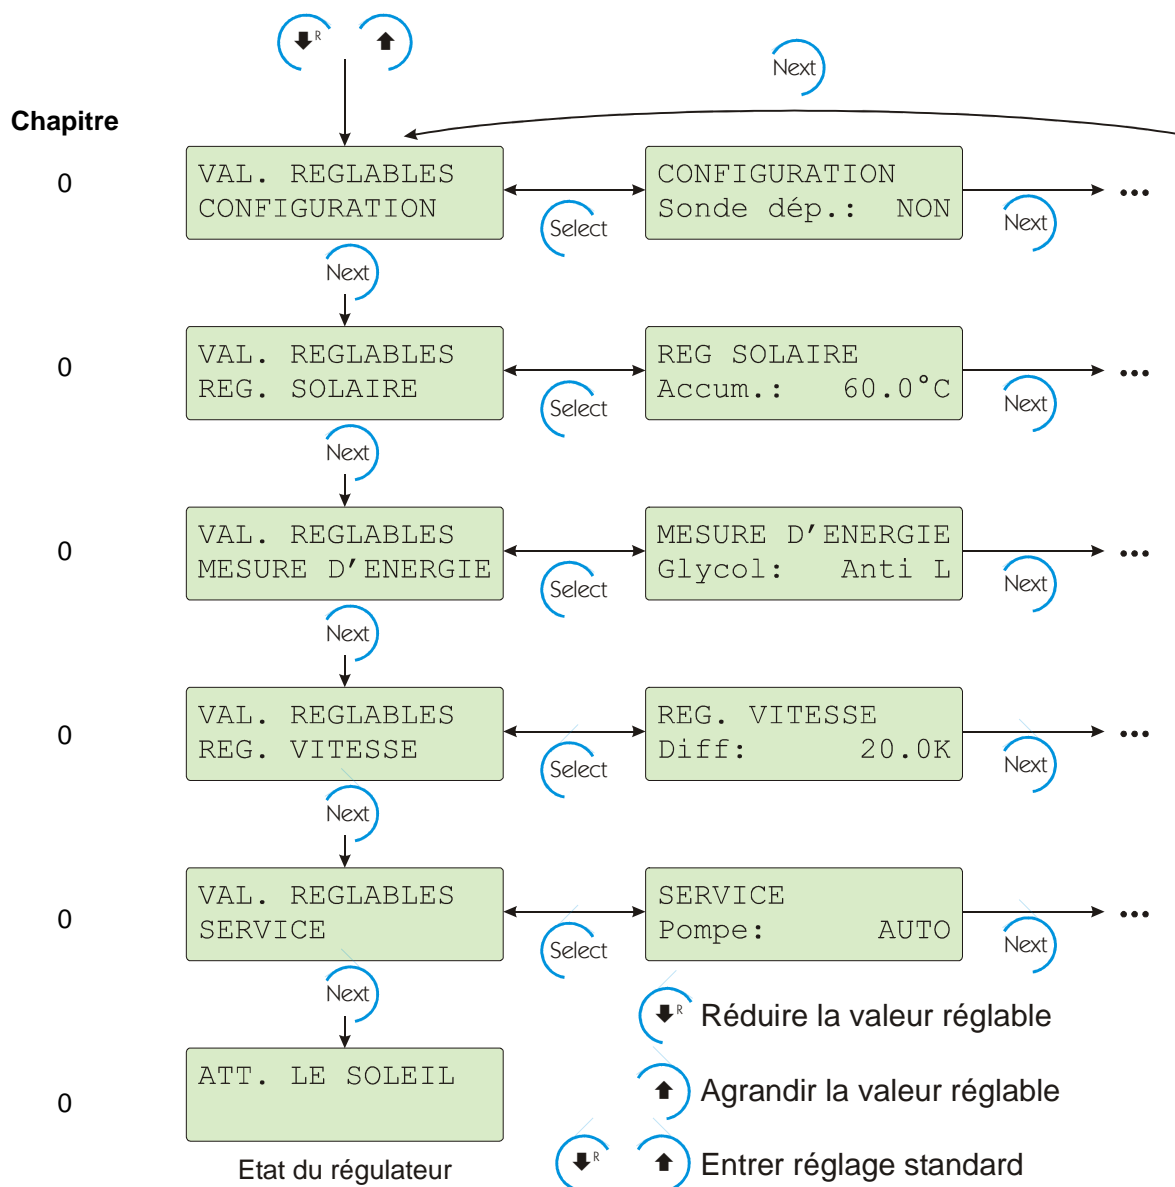 R
Next
Chapitre
0
VAL. REGLABLES
CONFIGURATION
Select
CONFIGURATION
Sonde dép.: NON
Next
...
Next
0
VAL. REGLABLES
REG. SOLAIRE
Select
REG SOLAIRE
Accum.: 60.0°C
Next
...
Next
0
VAL. REGLABLES
MESURE D'ENERGIE
Select
MESURE D'ENERGIE
Glycol: Anti L
Next
...
Next
0
VAL. REGLABLES
REG. VITESSE
Select
REG. VITESSE
Diff: 20.0K
Next
...
Next
0
VAL. REGLABLES
SERVICE
Select
SERVICE
Pompe: AUTO
Next
...
Next
R Réduire la valeur réglable
0
ATT. LE SOLEIL
Agrandir la valeur réglable
Etat du régulateur
R Entrer réglage standard